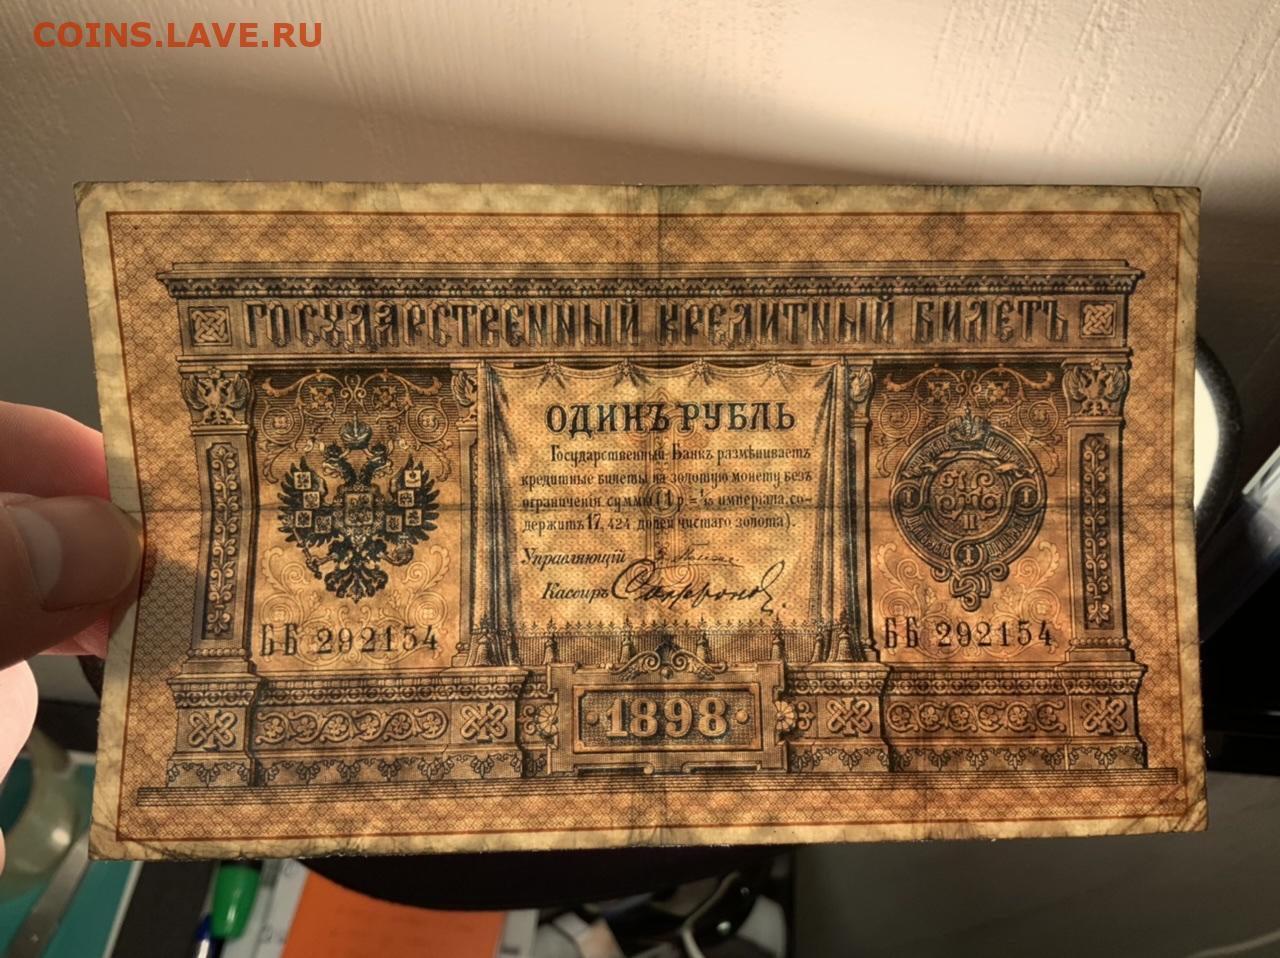 COINS.LAVE.RU
ГОСУДАРСТВЕННЫЙ КРЕДИТНЫЙ БИЛЕТЪ
ОДИНЪ РУБЛЬ
Государственный Банкъ размѣниваетъ
кредитные билеты на золотую монету безъ
ограниченія суммы (1 р. = 1/15 имперіала, со-
держитъ 17,424 долей чистаго золота).
Управляющій
Кассиръ Сафронов
ББ 292154
ББ 292154
1898